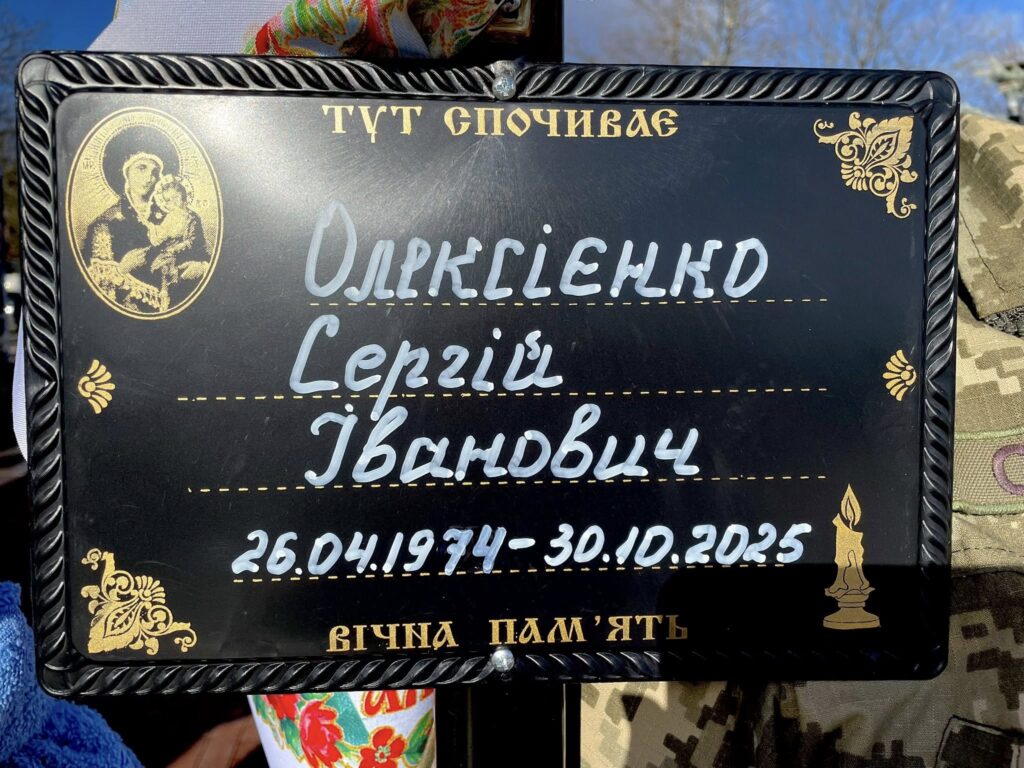 ТУТ СПОЧИВАЄ
Олексієнко
Сергій
Іванович
26.04.1974-30.10.2025
ВІЧНА ПАМ'ЯТЬ